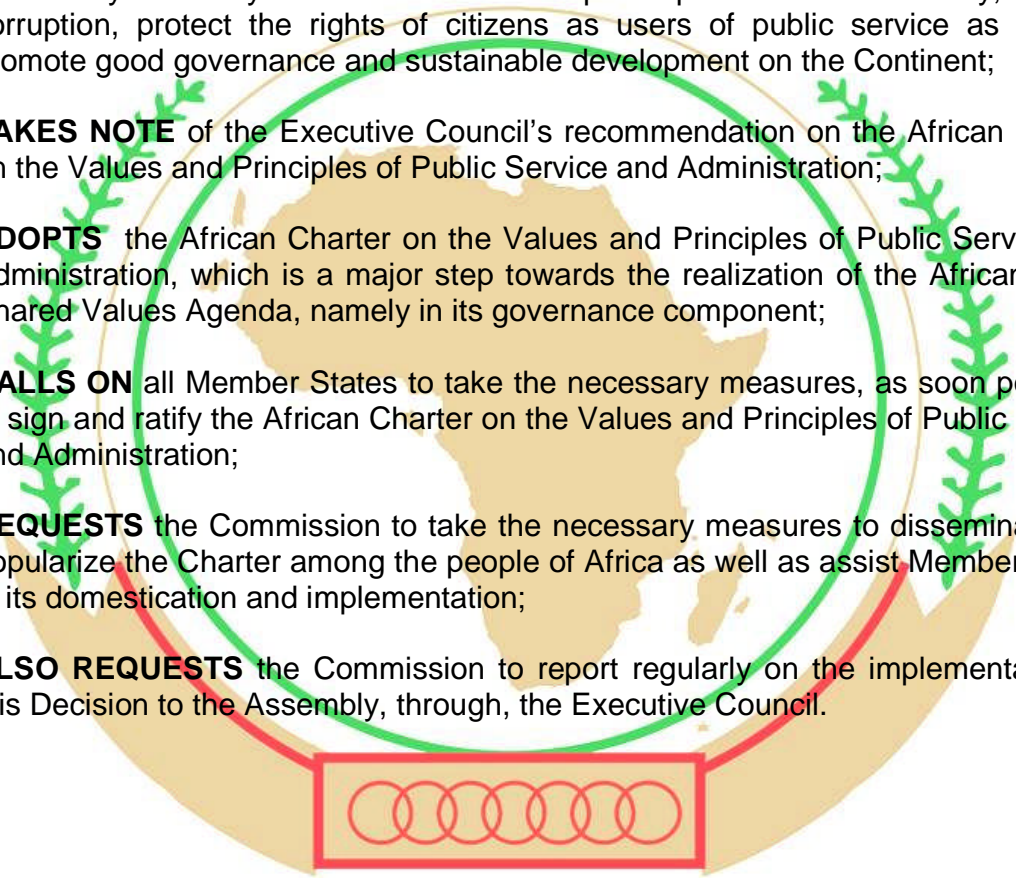 orruption, protect the rights of citizens as users of public service as
omote good governance and sustainable development on the Continent;
AKES NOTE of the Executive Council’s recommendation on the African
n the Values and Principles of Public Service and Administration;
DOPTS the African Charter on the Values and Principles of Public Serv
dministration, which is a major step towards the realization of the African
hared Values Agenda, namely in its governance component;
ALLS ON all Member States to take the necessary measures, as soon po
sign and ratify the African Charter on the Values and Principles of Public
nd Administration;
EQUESTS the Commission to take the necessary measures to dissemina
opularize the Charter among the people of Africa as well as assist Member
its domestication and implementation;
LSO REQUESTS the Commission to report regularly on the implementa
is Decision to the Assembly, through, the Executive Council.